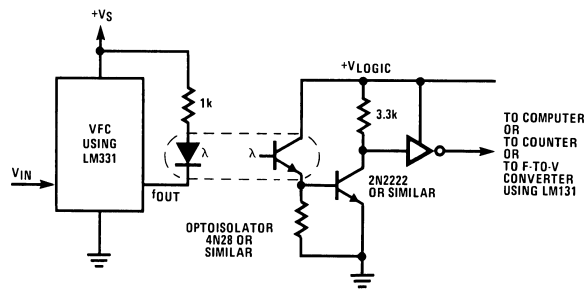 +VS
+VLOGIC
1k
3.3k
VFC
USING
LM331
λ
λ
TO COMPUTER
OR
TO COUNTER
OR
TO F-TO-V
CONVERTER
USING LM131
VIN
fOUT
2N2222
OR SIMILAR
OPTOISOLATOR
4N28 OR
SIMILAR